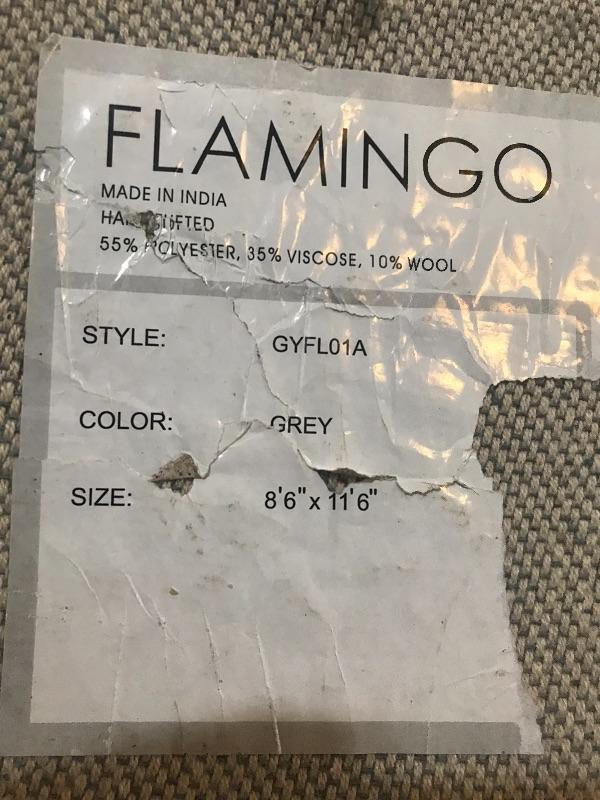 FLAMINGO
MADE IN INDIA
55% POLYESTER, 35% VISCOSE, 10% WOOL
STYLE: GYFL01A
COLOR: GREY
SIZE: 8'6" x 11'6"